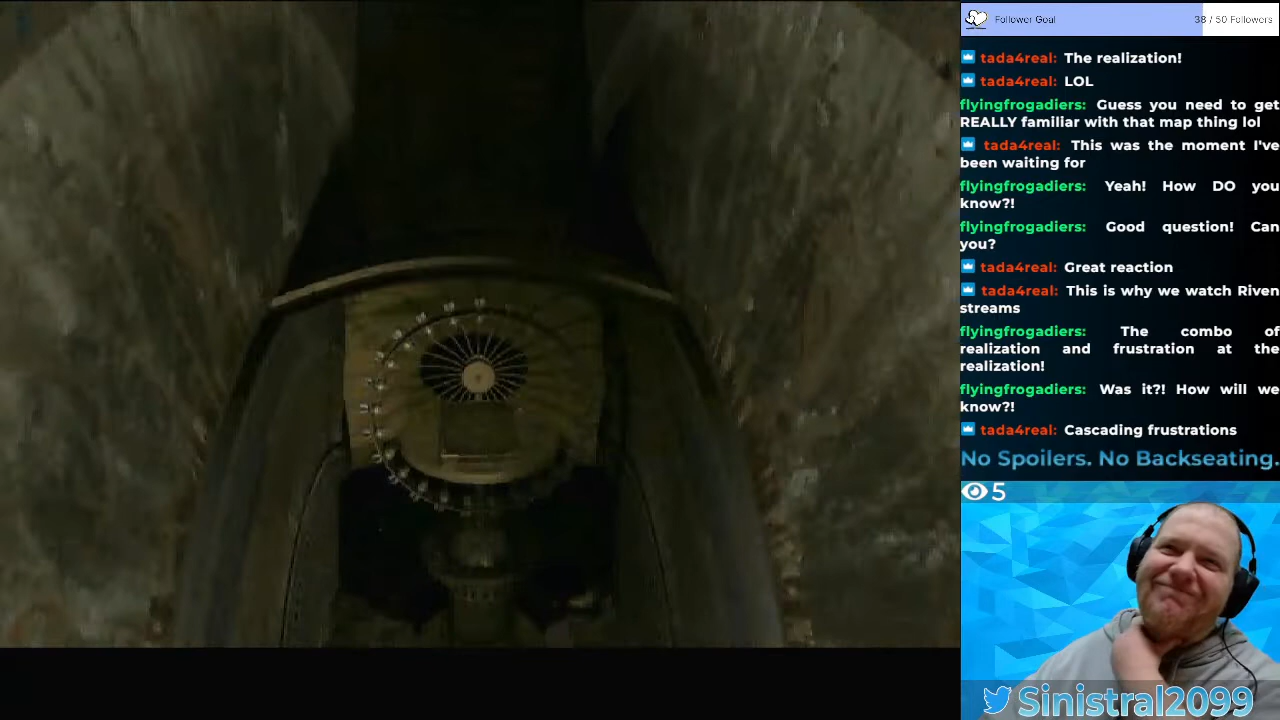 Follower Goal 38 / 50 Followers
tada4real: The realization!
tada4real: LOL
flyingfrogadiers: Guess you need to get
REALLY familiar with that map thing lol
tada4real: This was the moment I've
been waiting for
flyingfrogadiers: Yeah! How DO you
know?!
flyingfrogadiers: Good question! Can
you?
tada4real: Great reaction
tada4real: This is why we watch Riven
streams
flyingfrogadiers: The combo of
realization and frustration at the
realization!
flyingfrogadiers: Was it?! How will we
know?!
tada4real: Cascading frustrations
No Spoilers. No Backseating.
5
Sinistral2099